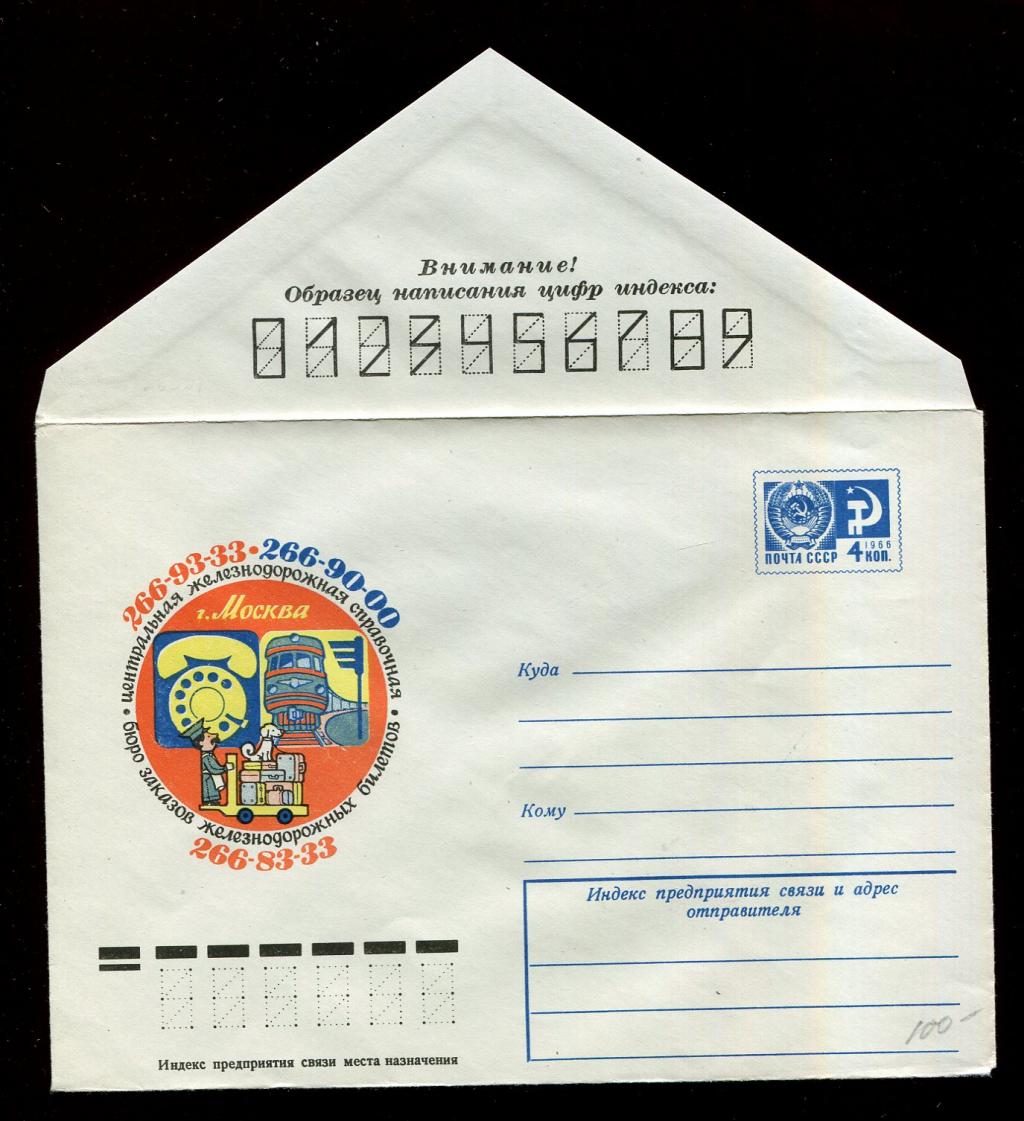 Внимание!
Образец написания цифр индекса:
0123456789
1966
ПОЧТА СССР 4 КОП.
266-93-33 • 266-90-00
• центральная железнодорожная справочная •
г. Москва
бюро заказов железнодорожных билетов
266-83-33
Куда
Кому
Индекс предприятия связи и адрес
отправителя
100-
Индекс предприятия связи места назначения